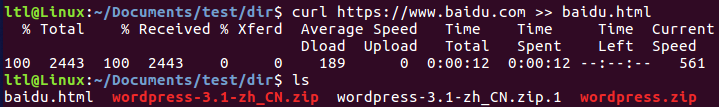 ltl@Linux:~/Documents/test/dir$ curl https://www.baidu.com >> baidu.html
  % Total    % Received % Xferd  Average Speed   Time    Time     Time  Current
                                 Dload  Upload   Total   Spent    Left  Speed
100  2443  100  2443    0     0    189      0  0:00:12  0:00:12 --:--:--   561
ltl@Linux:~/Documents/test/dir$ ls
baidu.html  wordpress-3.1-zh_CN.zip  wordpress-3.1-zh_CN.zip.1  wordpress.zip